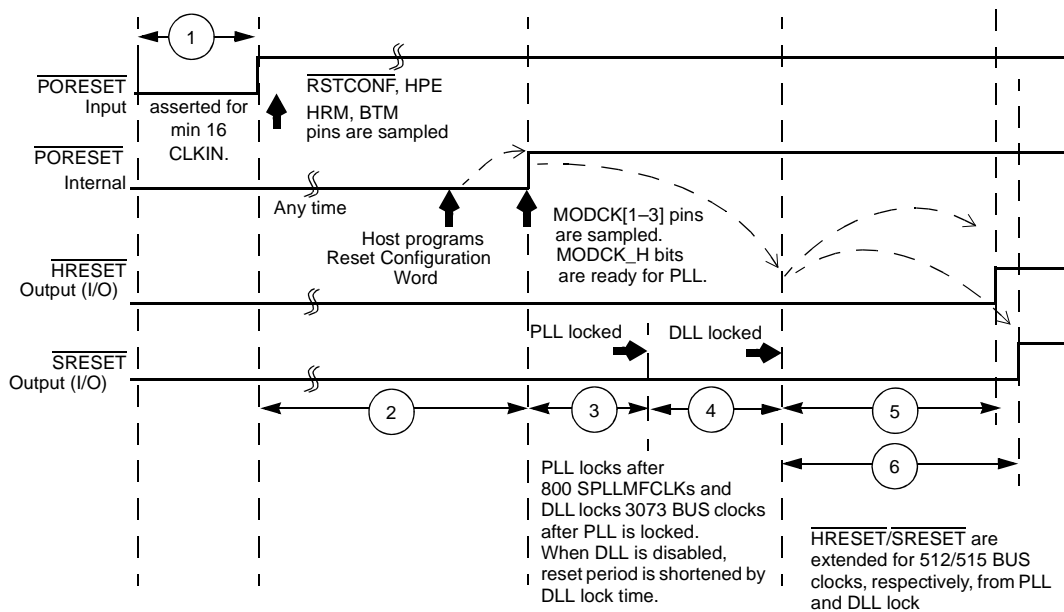 1
PORESET
Input
asserted for
min 16
CLKIN.
RSTCONF, HPE
HRM, BTM
pins are sampled
PORESET
Internal
Any time
Host programs
Reset Configuration
Word
MODCK[1–3] pins
are sampled.
MODCK_H bits
are ready for PLL.
HRESET
Output (I/O)
PLL locked
DLL locked
SRESET
Output (I/O)
2
3
4
5
6
PLL locks after
800 SPLLMFCLKs and
DLL locks 3073 BUS clocks
after PLL is locked.
When DLL is disabled,
reset period is shortened by
DLL lock time.
HRESET/SRESET are
extended for 512/515 BUS
clocks, respectively, from PLL
and DLL lock